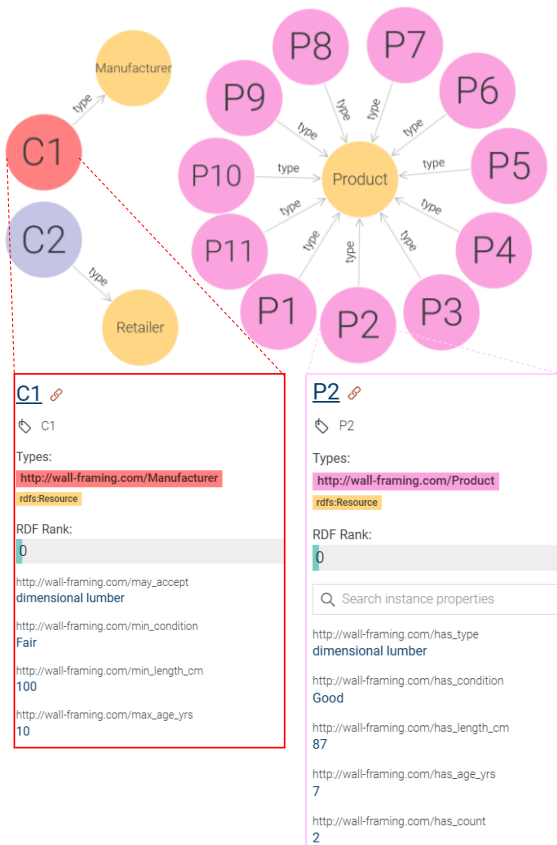 P8
P7
Manufacturer
type
P9
type
type
P6
type
type
C1
P10
type
Product
type
P5
C2
P11
type
type
P4
type
type
type
type
P1
P2
P3
Retailer
C1
C1
Types:
http://wall-framing.com/Manufacturer
rdfs:Resource
RDF Rank:
0
http://wall-framing.com/may_accept
dimensional lumber
http://wall-framing.com/min_condition
Fair
http://wall-framing.com/min_length_cm
100
http://wall-framing.com/max_age_yrs
10
P2
P2
Types:
http://wall-framing.com/Product
rdfs:Resource
RDF Rank:
0
Search instance properties
http://wall-framing.com/has_type
dimensional lumber
http://wall-framing.com/has_condition
Good
http://wall-framing.com/has_length_cm
87
http://wall-framing.com/has_age_yrs
7
http://wall-framing.com/has_count
2